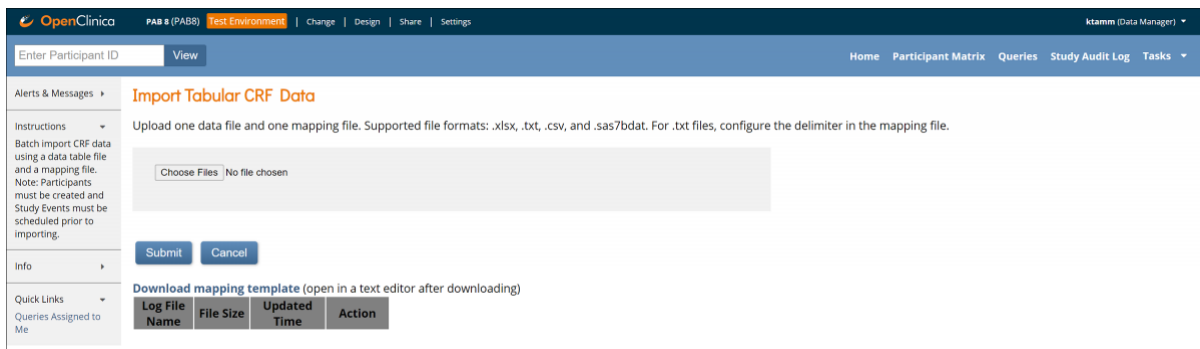 OpenClinica PAB 8 (PAB8) Test Environment | Change | Design | Share | Settings ktamm (Data Manager)
Enter Participant ID View Home Participant Matrix Queries Study Audit Log Tasks
Alerts & Messages
Import Tabular CRF Data
Upload one data file and one mapping file. Supported file formats: .xlsx, .txt, .csv, and .sas7bdat. For .txt files, configure the delimiter in the mapping file.
Instructions
Batch import CRF data
using a data table file
and a mapping file.
Note: Participants
must be created and
Study Events must be
scheduled prior to
importing.
Choose Files No file chosen
Submit Cancel
Info
Quick Links
Queries Assigned to
Me
Download mapping template (open in a text editor after downloading)
Log File
Name
File Size
Updated
Time
Action